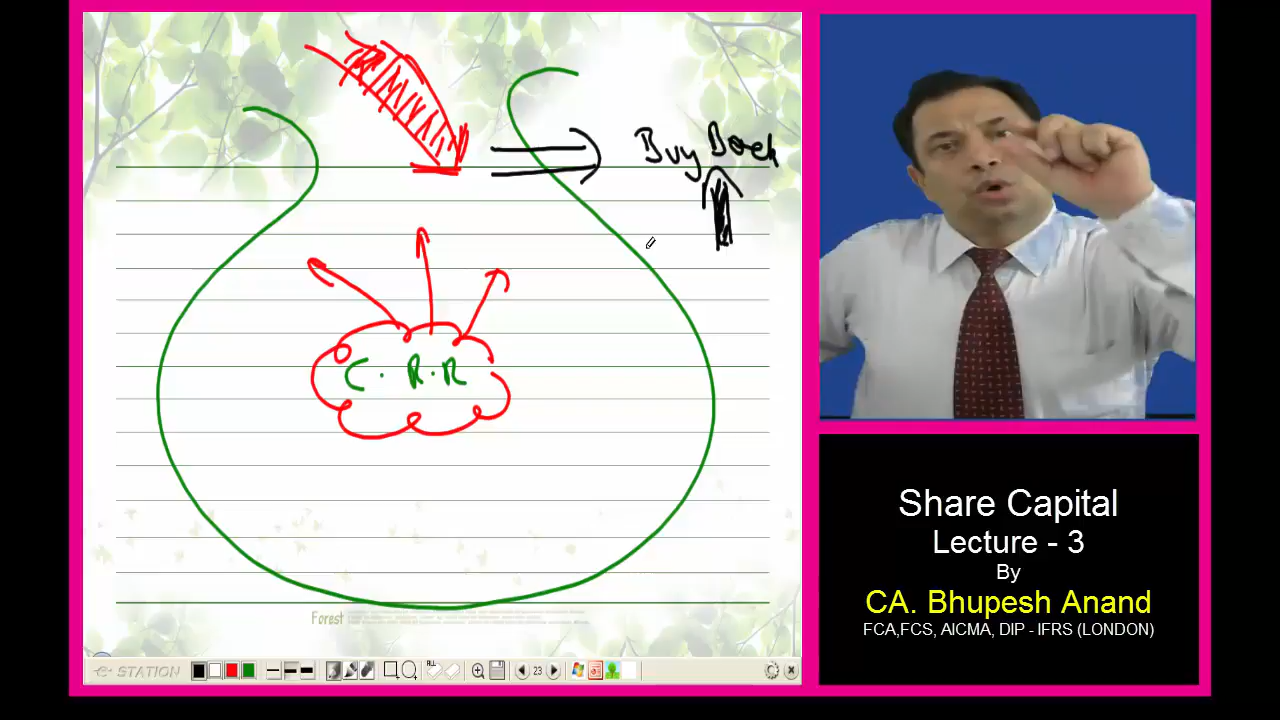 Buy Back
C. R. R
Forest
e-STATION
ALL
23
Share Capital
Lecture - 3
By
CA. Bhupesh Anand
FCA,FCS, AICMA, DIP - IFRS (LONDON)